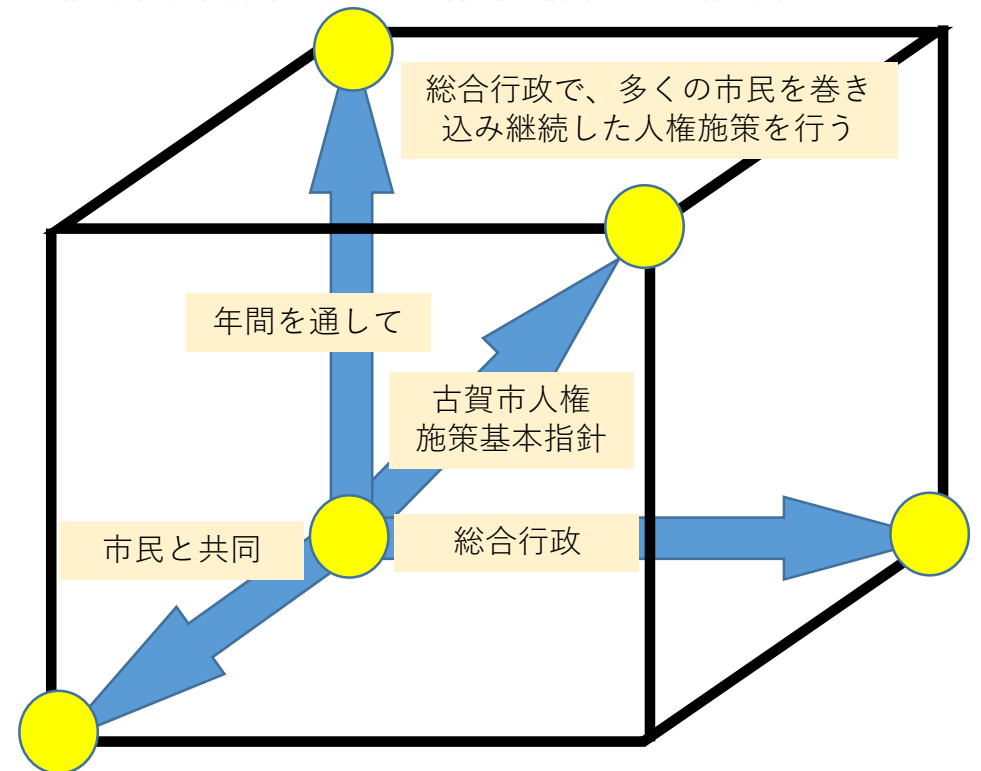 総合行政で、多くの市民を巻き
込み継続した人権施策を行う
年間を通して
古賀市人権
施策基本指針
市民と共同
総合行政